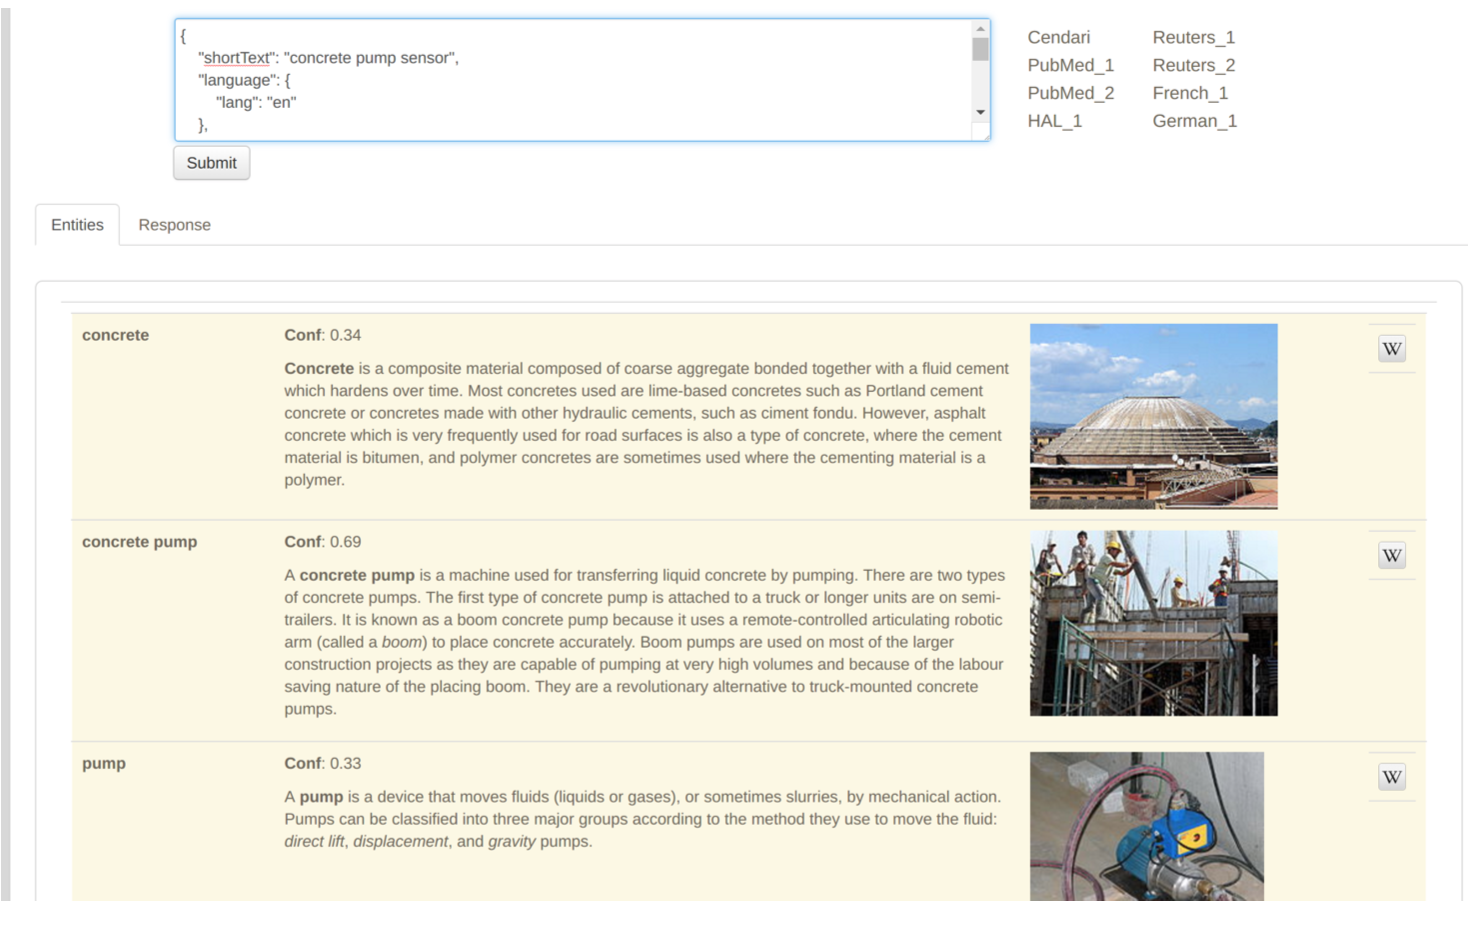 {
"shortText": "concrete pump sensor",
"language": {
"lang": "en"
},
Submit
Cendari Reuters_1
PubMed_1 Reuters_2
PubMed_2 French_1
HAL_1 German_1
Entities Response
concrete
Conf: 0.34
Concrete is a composite material composed of coarse aggregate bonded together with a fluid cement
which hardens over time. Most concretes used are lime-based concretes such as Portland cement
concrete or concretes made with other hydraulic cements, such as ciment fondu. However, asphalt
concrete which is very frequently used for road surfaces is also a type of concrete, where the cement
material is bitumen, and polymer concretes are sometimes used where the cementing material is a
polymer.
W
concrete pump
Conf: 0.69
A concrete pump is a machine used for transferring liquid concrete by pumping. There are two types
of concrete pumps. The first type of concrete pump is attached to a truck or longer units are on semi-
trailers. It is known as a boom concrete pump because it uses a remote-controlled articulating robotic
arm (called a boom) to place concrete accurately. Boom pumps are used on most of the larger
construction projects as they are capable of pumping at very high volumes and because of the labour
saving nature of the placing boom. They are a revolutionary alternative to truck-mounted concrete
pumps.
W
pump
Conf: 0.33
A pump is a device that moves fluids (liquids or gases), or sometimes slurries, by mechanical action.
Pumps can be classified into three major groups according to the method they use to move the fluid:
direct lift, displacement, and gravity pumps.
W